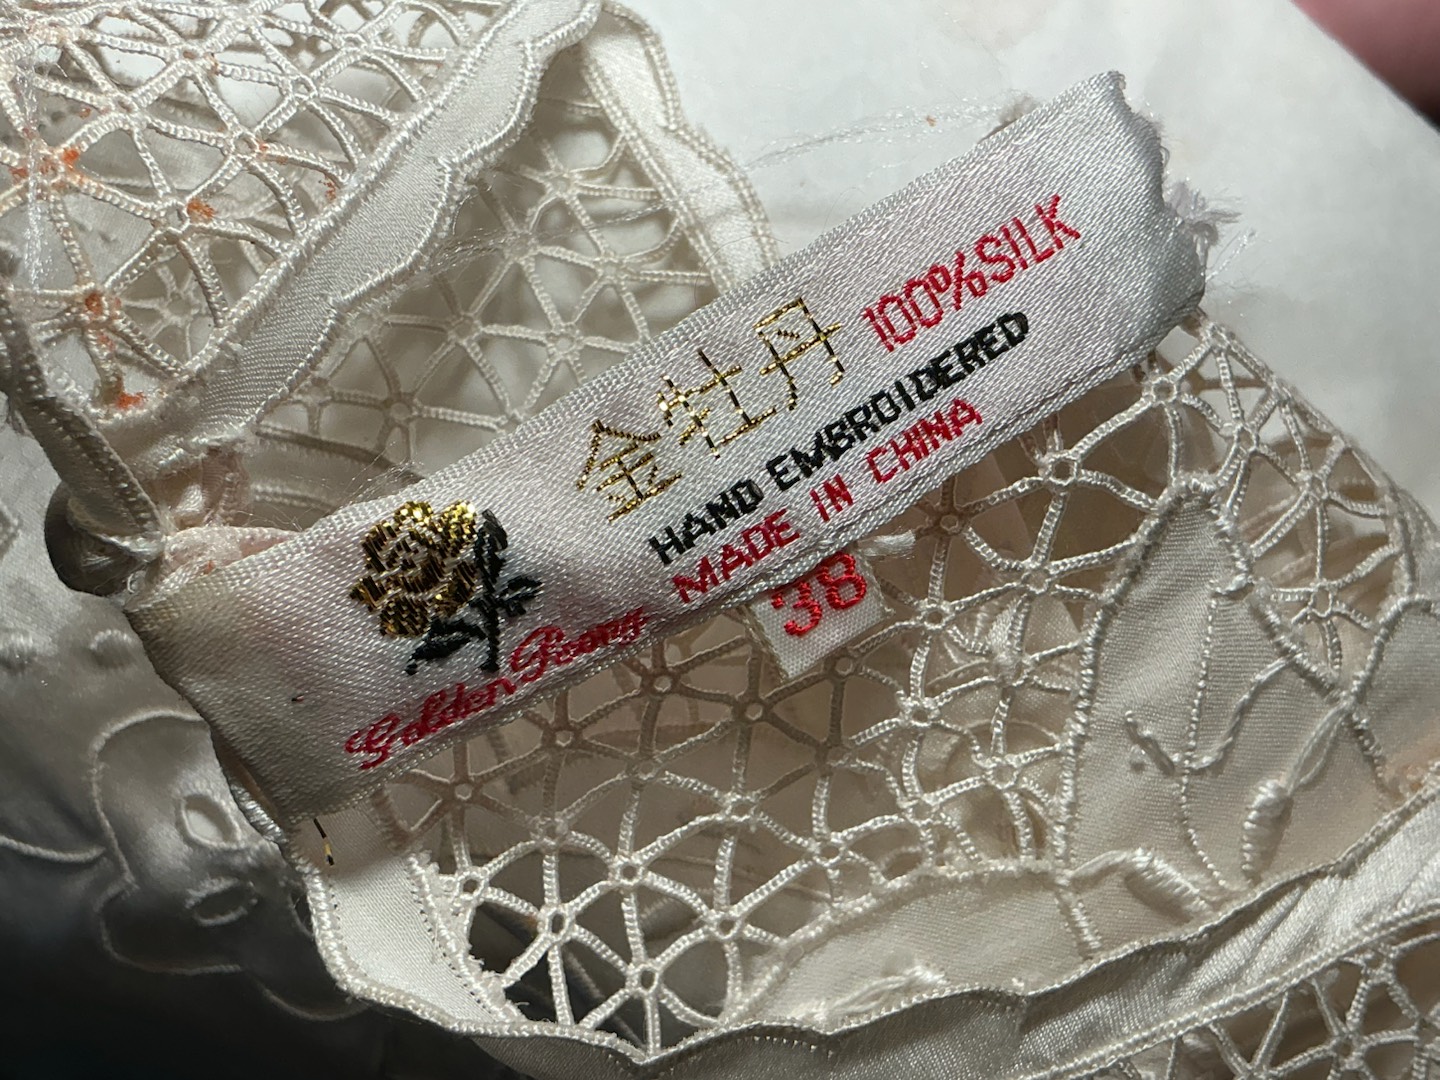 金牡丹 100%SILK
HAND EMBROIDERED
MADE IN CHINA
Golden Peony
38